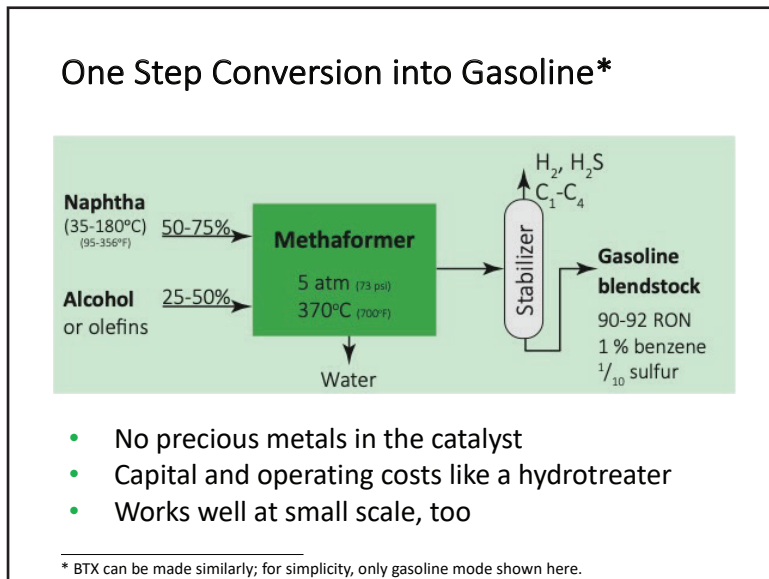 One Step Conversion into Gasoline*
Naphtha
(35-180ºC)
(95-356ºF)
50-75%
Alcohol
or olefins
25-50%
Methaformer
5 atm (73 psi)
370ºC (700ºF)
Water
Stabilizer
H₂, H₂S
C₁-C₄
Gasoline
blendstock
90-92 RON
1 % benzene
¹/₁₀ sulfur
• No precious metals in the catalyst
• Capital and operating costs like a hydrotreater
• Works well at small scale, too
* BTX can be made similarly; for simplicity, only gasoline mode shown here.